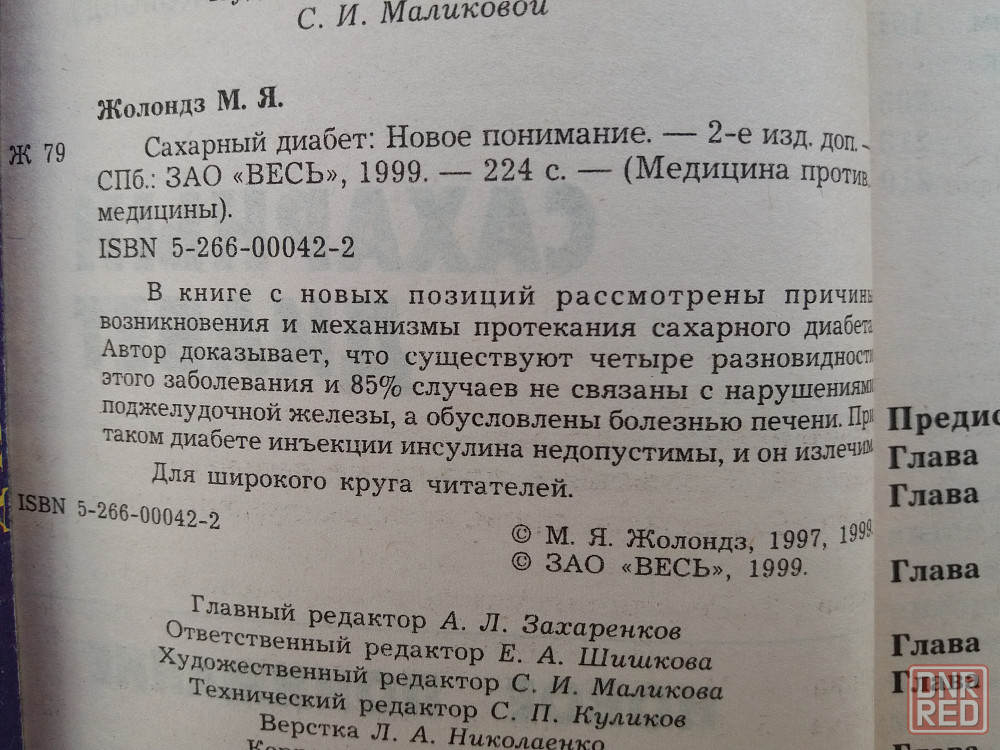 С. И. Маликовой
Жолондз М. Я.
Ж 79
Сахарный диабет: Новое понимание. — 2-е изд. доп. -
СПб.: ЗАО «ВЕСЬ», 1999. — 224 с. — (Медицина против
медицины).
ISBN 5-266-00042-2
В книге с новых позиций рассмотрены причины
возникновения и механизмы протекания сахарного диабета
Автор доказывает, что существуют четыре разновидности
этого заболевания и 85% случаев не связаны с нарушениями
поджелудочной железы, а обусловлены болезнью печени. При
таком диабете инъекции инсулина недопустимы, и он излечим
Для широкого круга читателей.
ISBN 5-266-00042-2
© М. Я. Жолондз, 1997, 1999
© ЗАО «ВЕСЬ», 1999.
Главный редактор А. Л. Захаренков
Ответственный редактор Е. А. Шишкова
Художественный редактор С. И. Маликова
Технический редактор С. П. Куликов
Верстка Л. А. Николаенко
Предис
Глава
Глава
Глава
Глава
Глава
DNR
RED